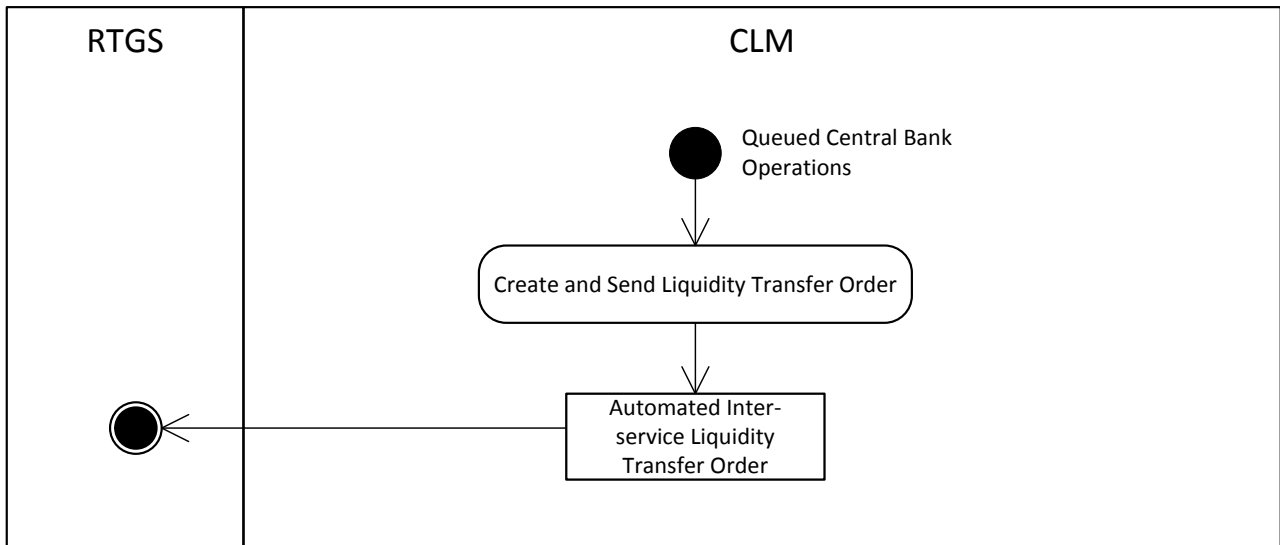 RTGS
CLM
Queued Central Bank
Operations
Create and Send Liquidity Transfer Order
Automated Inter-
service Liquidity
Transfer Order